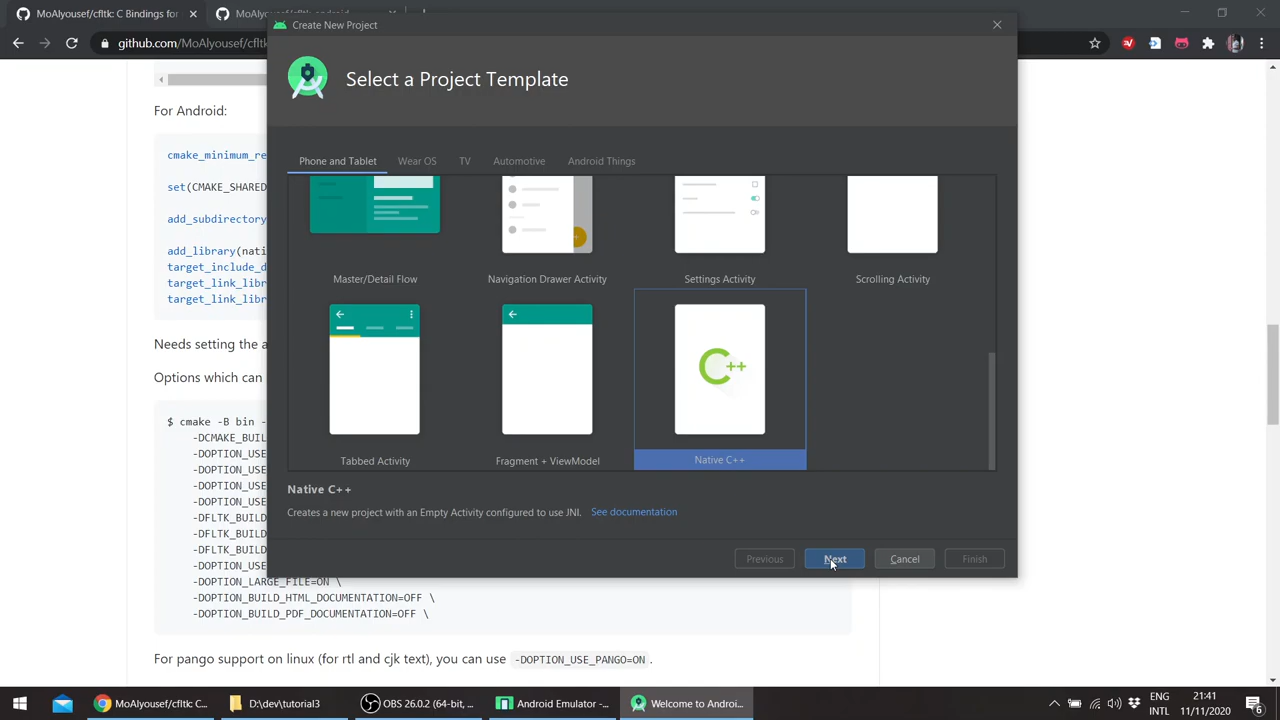 MoAlyousef/cfltk: C Bindings for
Create New Project
github.com/MoAlyousef/cfltk
Select a Project Template
For Android:
Phone and Tablet
Wear OS
TV
Automotive
Android Things
cmake_minimum_re
set(CMAKE_SHARED
add_subdirectory
add_library(nati
target_include_d
target_link_libr
target_link_libr
Master/Detail Flow
Navigation Drawer Activity
Settings Activity
Scrolling Activity
C++
Tabbed Activity
Fragment + ViewModel
Native C++
Needs setting the a
Options which can
Native C++
Creates a new project with an Empty Activity configured to use JNI. See documentation
$ cmake -B bin -
-DCMAKE_BUIL
-DOPTION_USE
-DOPTION_USE
-DOPTION_USE
-DOPTION_USE
-DFLTK_BUILD
-DFLTK_BUILD
-DFLTK_BUILD
-DOPTION_USE
-DOPTION_LARGE_FILE=ON \
-DOPTION_BUILD_HTML_DOCUMENTATION=OFF \
-DOPTION_BUILD_PDF_DOCUMENTATION=OFF \
Previous
Next
Cancel
Finish
For pango support on linux (for rtl and cjk text), you can use -DOPTION_USE_PANGO=ON.
MoAlyousef/cfltk C...
D:\dev\tutorial3
OBS 26.0.2 (64-bit, ...
Android Emulator -...
Welcome to Androi...
ENG
INTL
21:41
11/11/2020
6